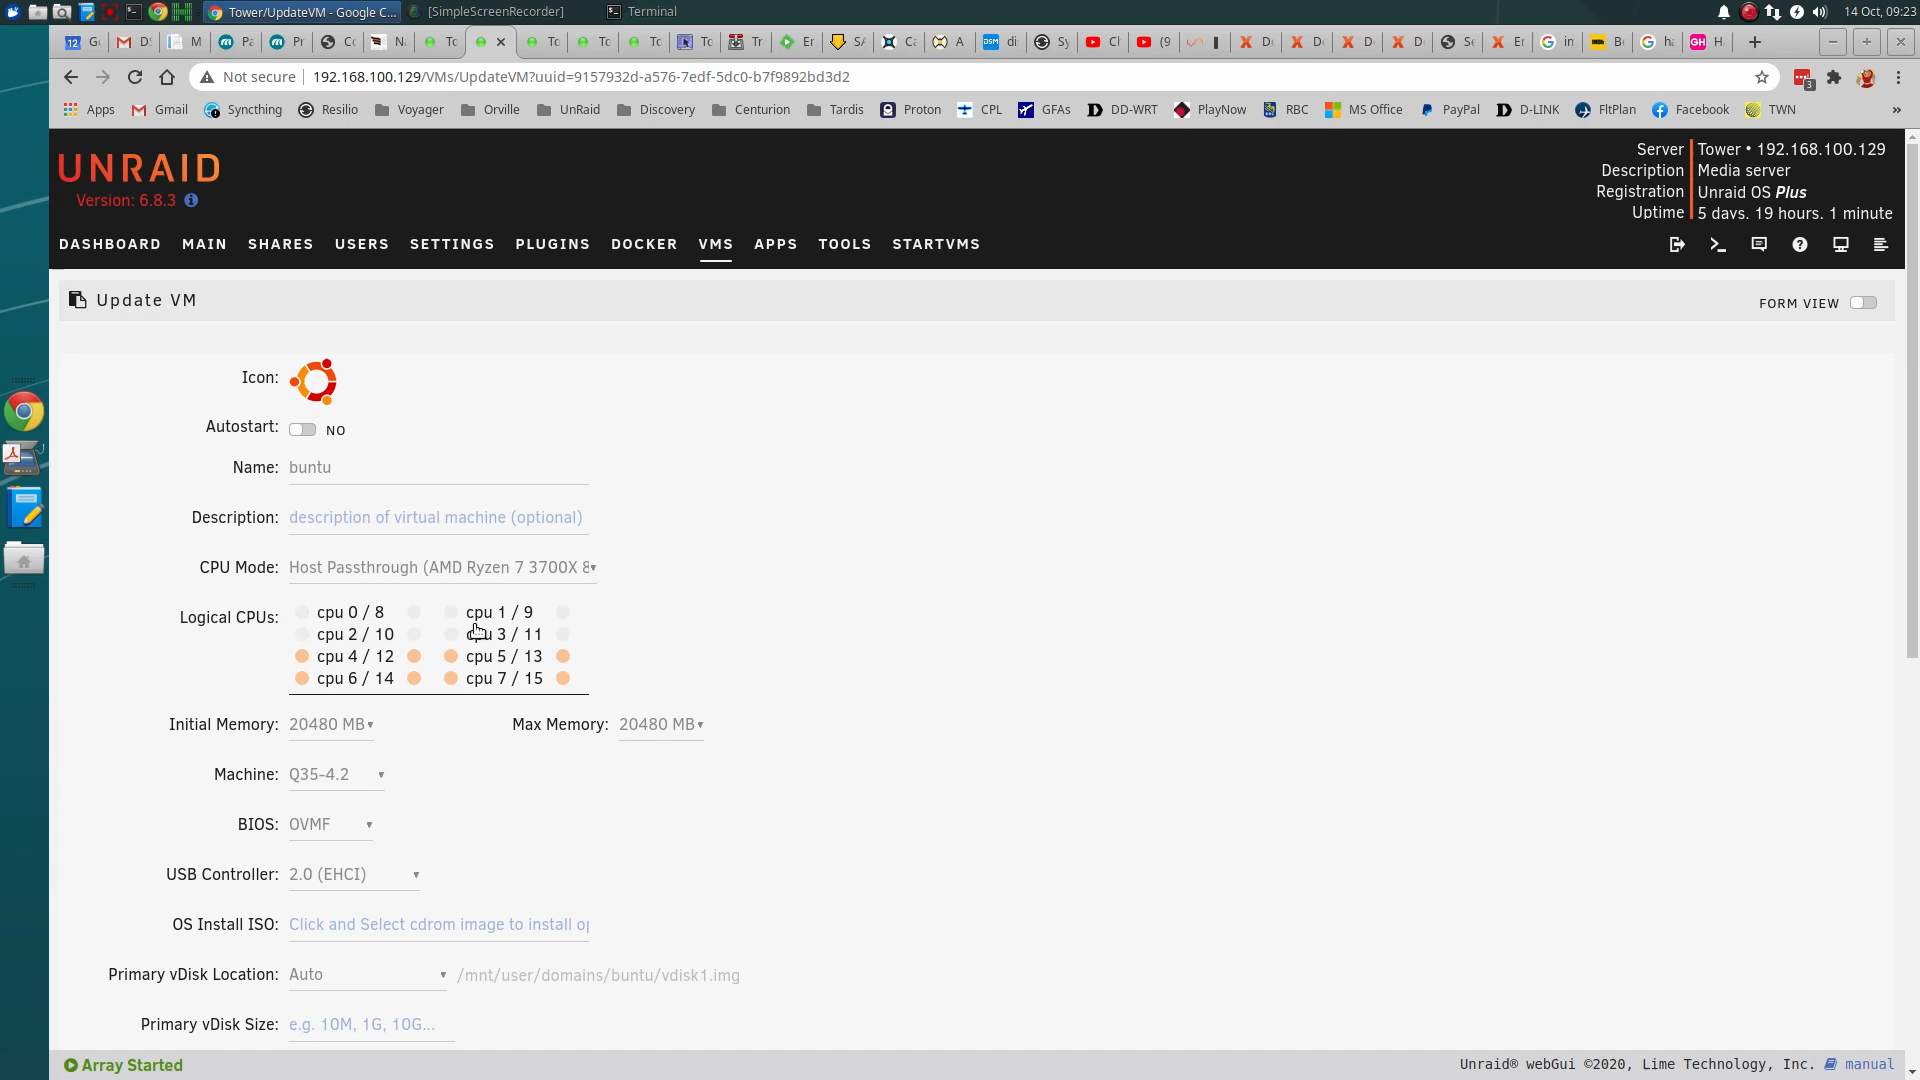 Tower/UpdateVM - Google C...
[SimpleScreenRecorder]
Terminal
14 Oct, 09:23
Not secure
192.168.100.129/VMs/UpdateVM?uuid=9157932d-a576-7edf-5dc0-b7f9892bd3d2
Apps
Gmail
Syncthing
Resilio
Voyager
Orville
UnRaid
Discovery
Centurion
Tardis
Proton
CPL
GFAs
DD-WRT
PlayNow
RBC
MS Office
PayPal
D-LINK
FltPlan
Facebook
TWN
»
UNRAID
Version: 6.8.3
Server Tower • 192.168.100.129
Description Media server
Registration Unraid OS Plus
Uptime 5 days, 19 hours, 1 minute
DASHBOARD MAIN SHARES USERS SETTINGS PLUGINS DOCKER VMS APPS TOOLS STARTVMS
Update VM
FORM VIEW
Icon:
Autostart: NO
Name: buntu
Description: description of virtual machine (optional)
CPU Mode: Host Passthrough (AMD Ryzen 7 3700X 8
Logical CPUs: cpu 0 / 8 cpu 1 / 9
cpu 2 / 10 cpu 3 / 11
cpu 4 / 12 cpu 5 / 13
cpu 6 / 14 cpu 7 / 15
Initial Memory: 20480 MB Max Memory: 20480 MB
Machine: Q35-4.2
BIOS: OVMF
USB Controller: 2.0 (EHCI)
OS Install ISO: Click and Select cdrom image to install op
Primary vDisk Location: Auto /mnt/user/domains/buntu/vdisk1.img
Primary vDisk Size: e.g. 10M, 1G, 10G...
Array Started
Unraid® webGui ©2020, Lime Technology, Inc. manual